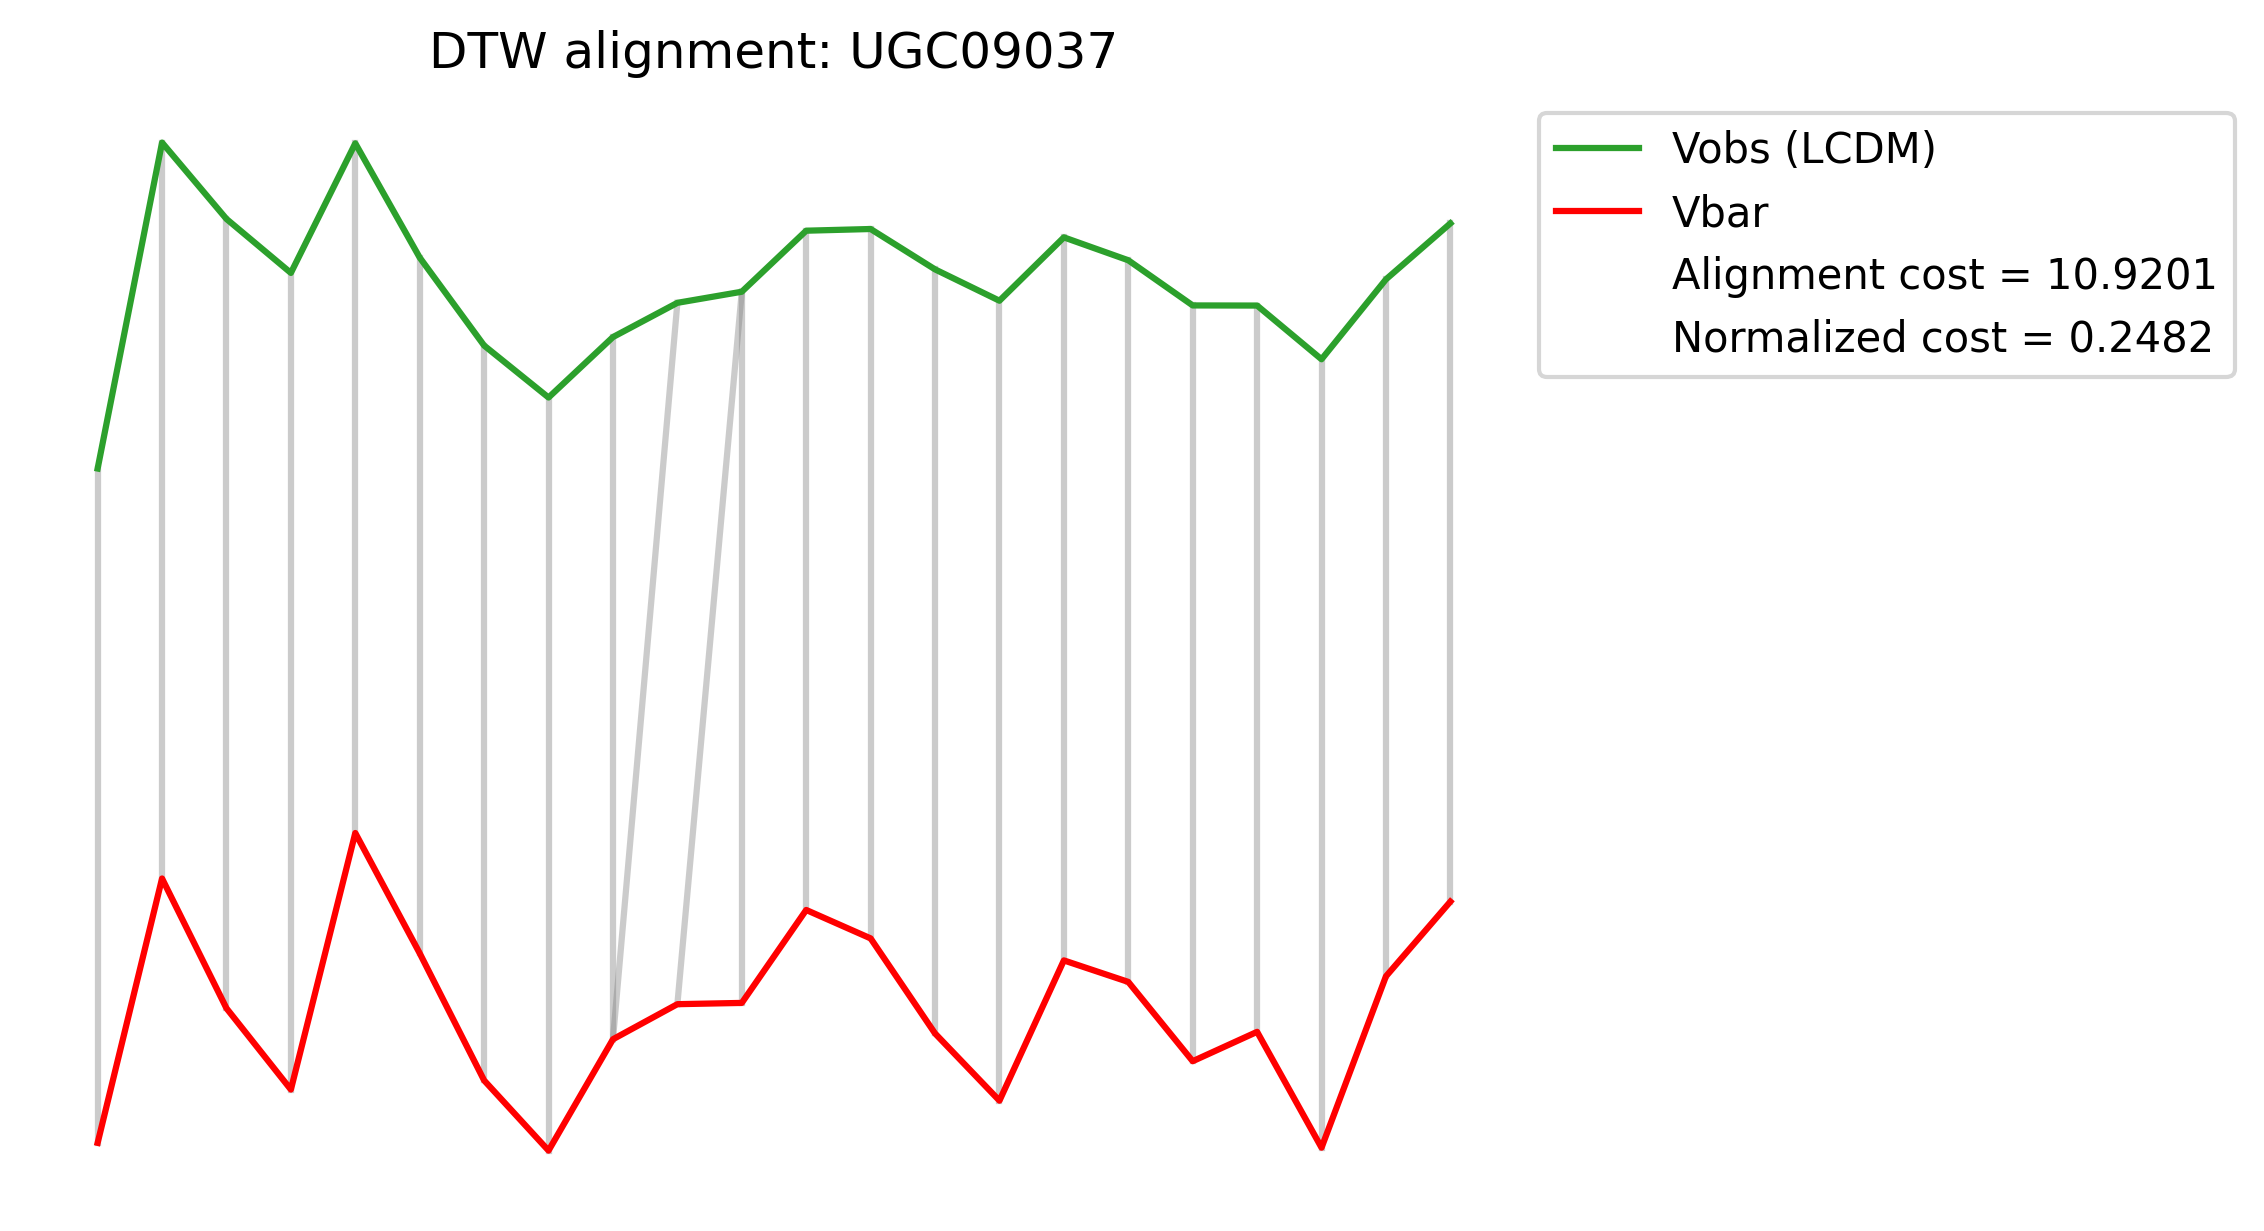 DTW alignment: UGC09037
Vobs (LCDM)
Vbar
Alignment cost = 10.9201
Normalized cost = 0.2482